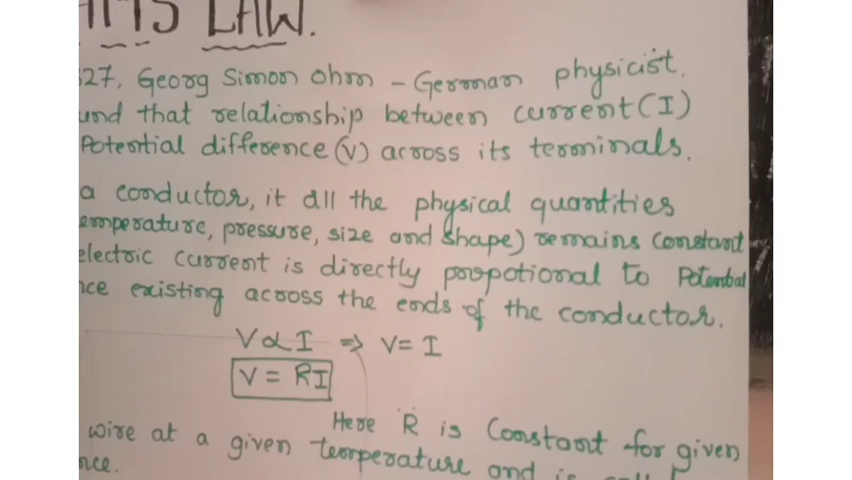 LAW.
27, Georg Simon Ohm - German physicist.
und that relationship between current (I)
Potential difference (V) across its terminals.
a conductor, it all the physical quantities
emperature, pressure, size and shape) remains constant
electric current is directly propotional to Potential
nce existing across the ends of the conductor.
V∝I ⇒ V= I
V = RI
Here R is Constant for given
wire at a given temperature and is
nce.